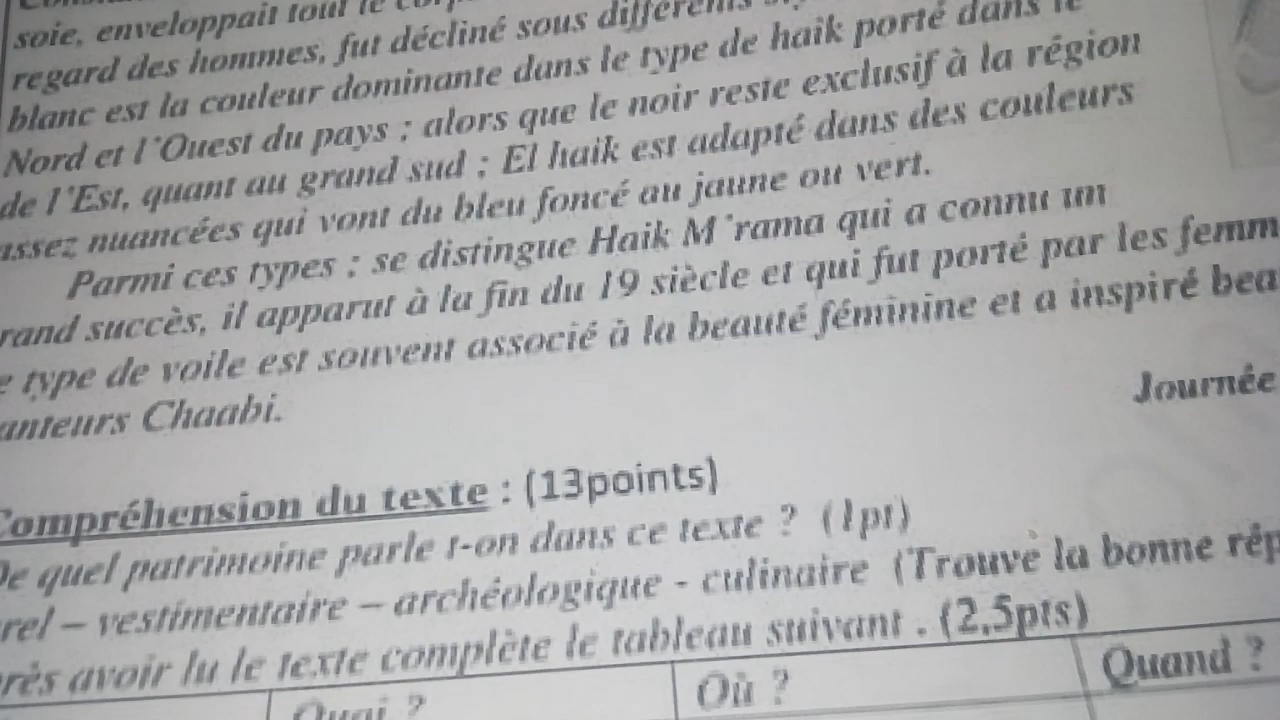 soie, enveloppait tout le
regard des hommes, fut décliné sous différents
blanc est la couleur dominante dans le type de haik porté dans le
Nord et l'Ouest du pays ; alors que le noir reste exclusif à la région
de l'Est, quant au grand sud ; El haik est adapté dans des couleurs
assez nuancées qui vont du bleu foncé au jaune ou vert.
Parmi ces types ; se distingue Haik M'rama qui a connu un
rand succès, il apparut à la fin du 19 siècle et qui fut porté par les femm
e type de voile est souvent associé à la beauté féminine et a inspiré bea
anteurs Chaabi.
Journée
Compréhension du texte : (13points)
De quel patrimoine parle t-on dans ce texte ? (1pt)
rel – vestimentaire – archéologique - culinaire (Trouve la bonne rép
rès avoir lu le texte complète le tableau suivant . (2,5pts)
Quoi ? Où ? Quand ?